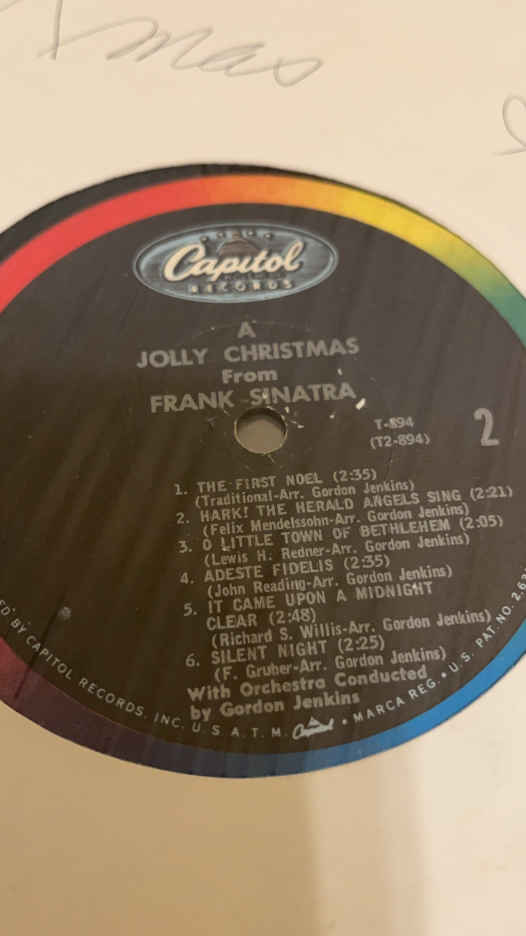 Xmas
Capitol
RECORDS
A
JOLLY CHRISTMAS
From
FRANK SINATRA
T-894
(T2-894)
2
1. THE FIRST NOEL (2:35)
(Traditional-Arr. Gordon Jenkins)
2. HARK! THE HERALD ANGELS SING (2:21)
(Felix Mendelssohn-Arr. Gordon Jenkins)
3. O LITTLE TOWN OF BETHLEHEM (2:05)
(Lewis H. Redner-Arr. Gordon Jenkins)
4. ADESTE FIDELIS (2:35)
(John Reading-Arr. Gordon Jenkins)
5. IT CAME UPON A MIDNIGHT
CLEAR (2:48)
(Richard S. Willis-Arr. Gordon Jenkins)
6. SILENT NIGHT (2:25)
(F. Gruber-Arr. Gordon Jenkins)
With Orchestra Conducted
by Gordon Jenkins
BY CAPITOL RECORDS, INC. U.S.A. T.M. Capitol • MARCA REG. • U.S. PAT. NO.